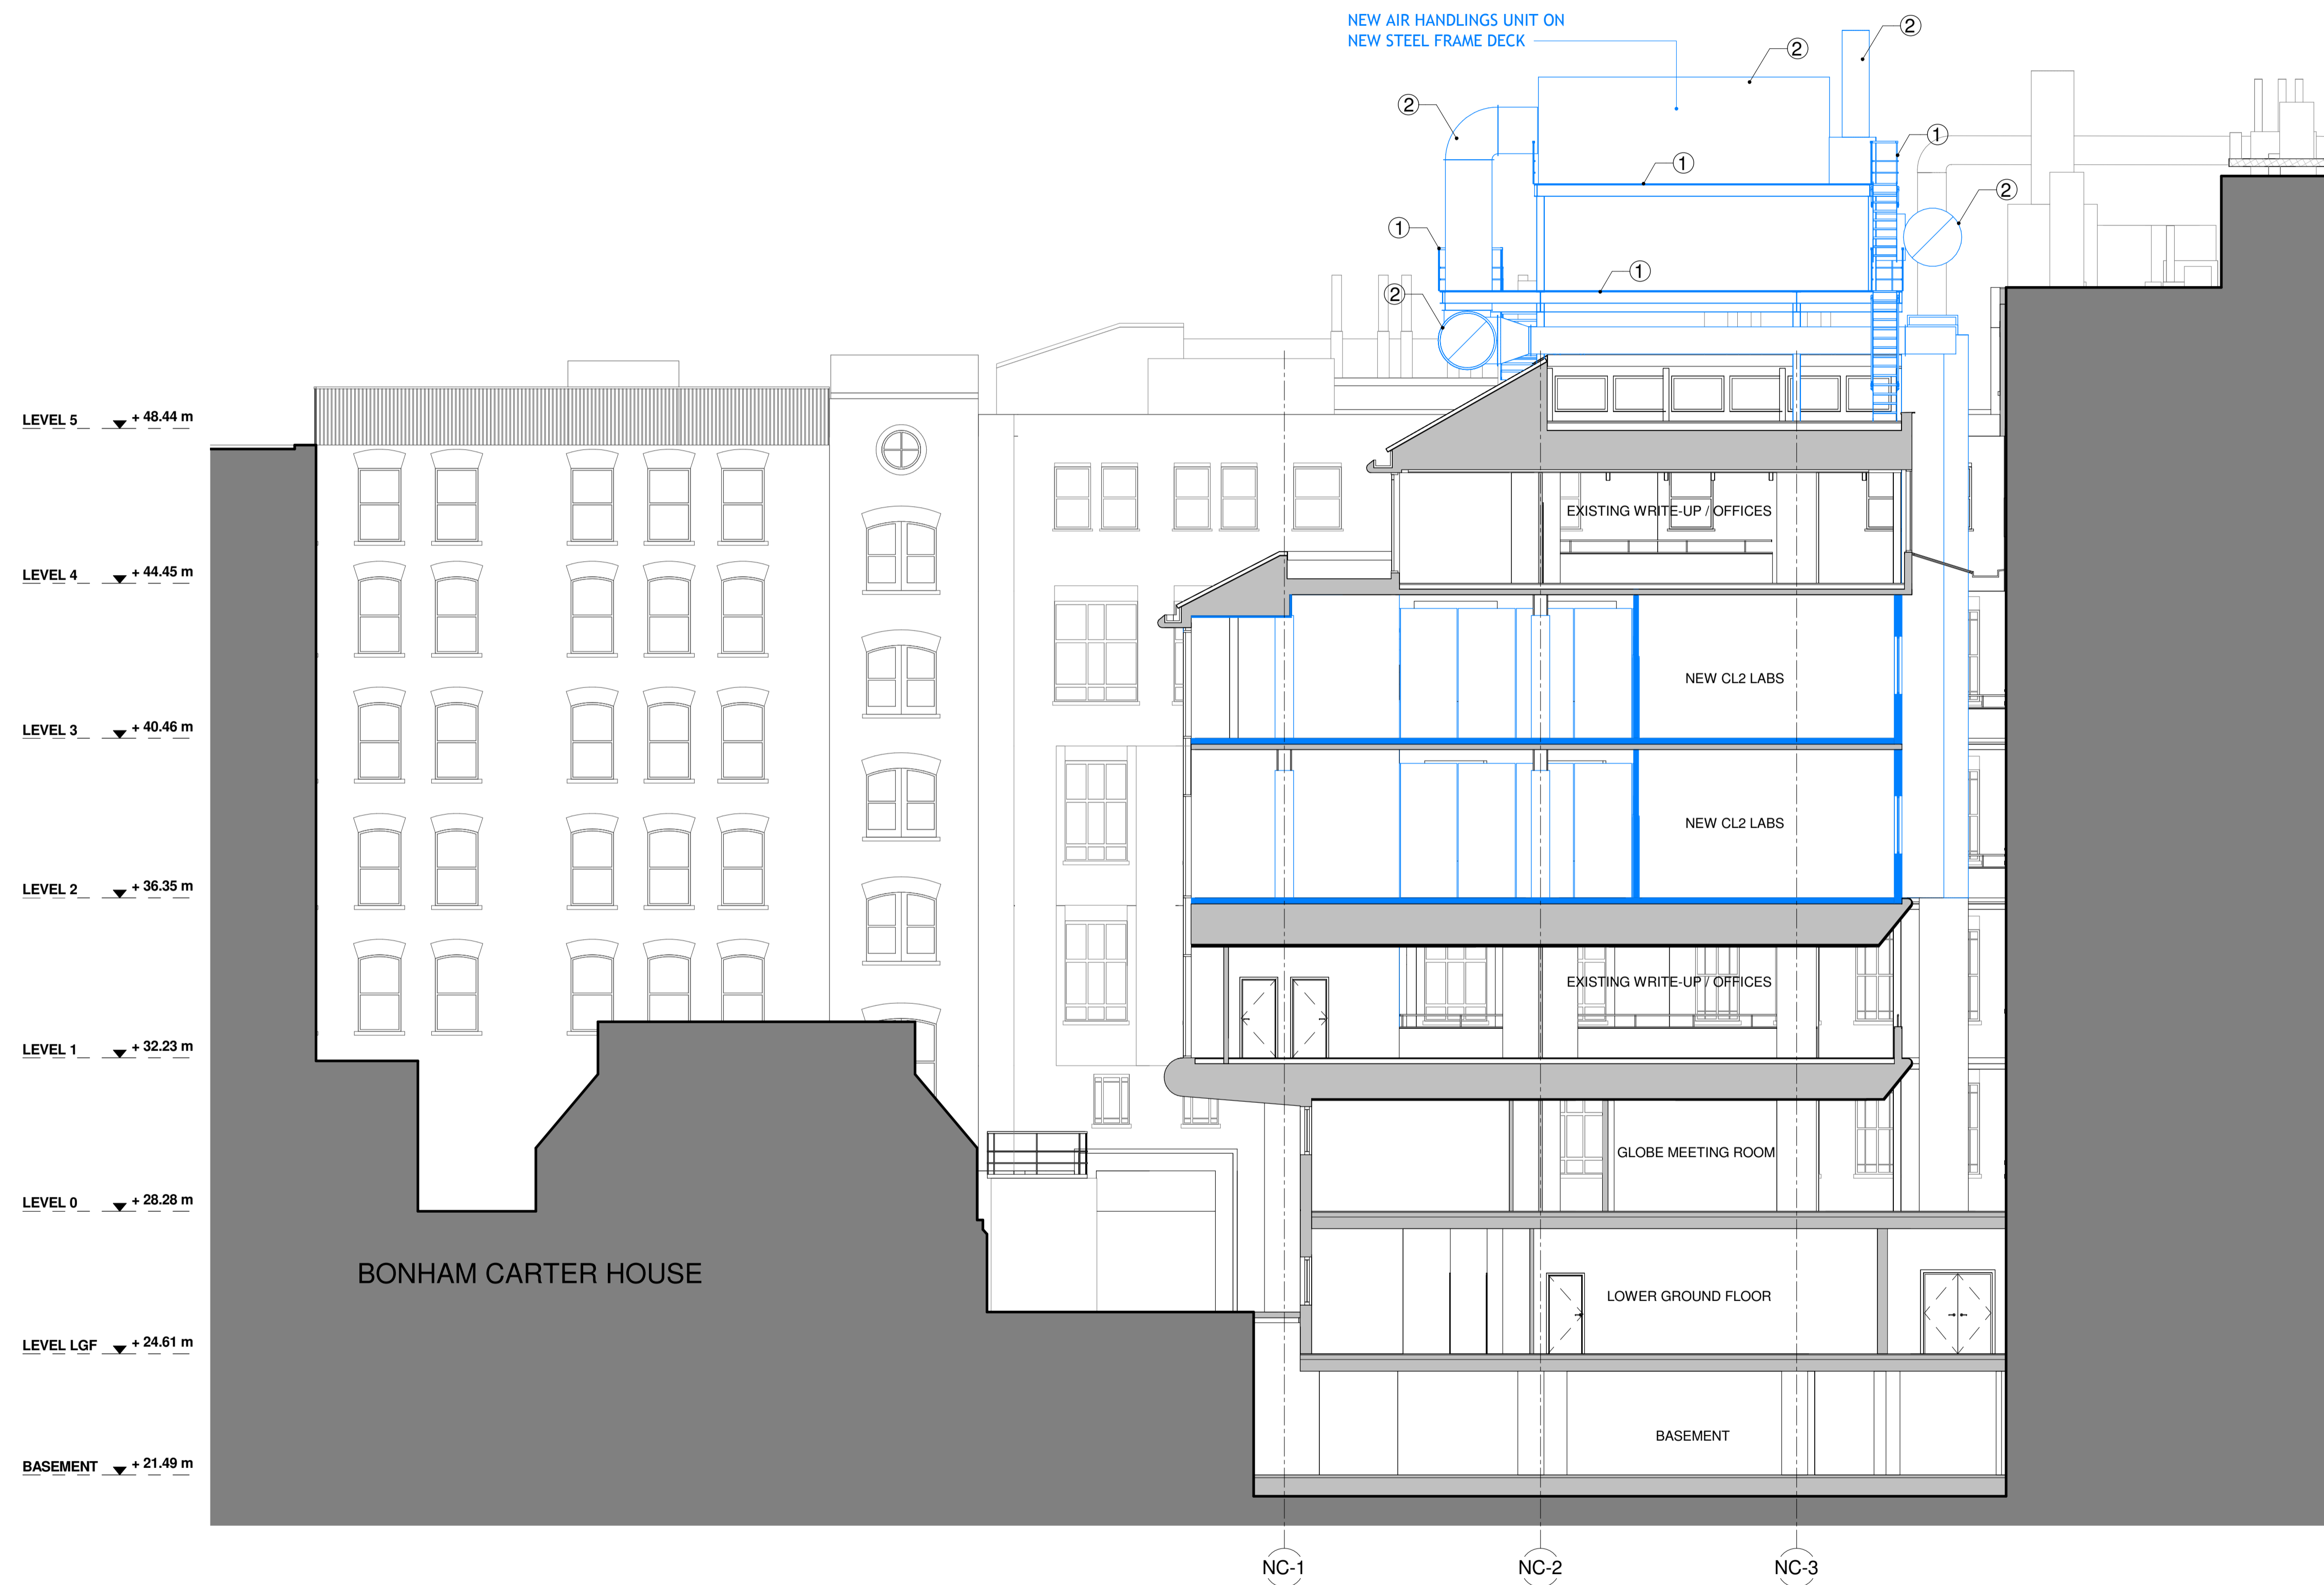 NEW AIR HANDLINGS UNIT ON
NEW STEEL FRAME DECK
2
2
2
1
1
2
1
1
2
LEVEL 5 + 48.44 m
EXISTING WRITE-UP / OFFICES
LEVEL 4 + 44.45 m
NEW CL2 LABS
LEVEL 3 + 40.46 m
NEW CL2 LABS
LEVEL 2 + 36.35 m
EXISTING WRITE-UP / OFFICES
LEVEL 1 + 32.23 m
GLOBE MEETING ROOM
LEVEL 0 + 28.28 m
BONHAM CARTER HOUSE
LOWER GROUND FLOOR
LEVEL LGF + 24.61 m
BASEMENT
BASEMENT + 21.49 m
NC-1
NC-2
NC-3